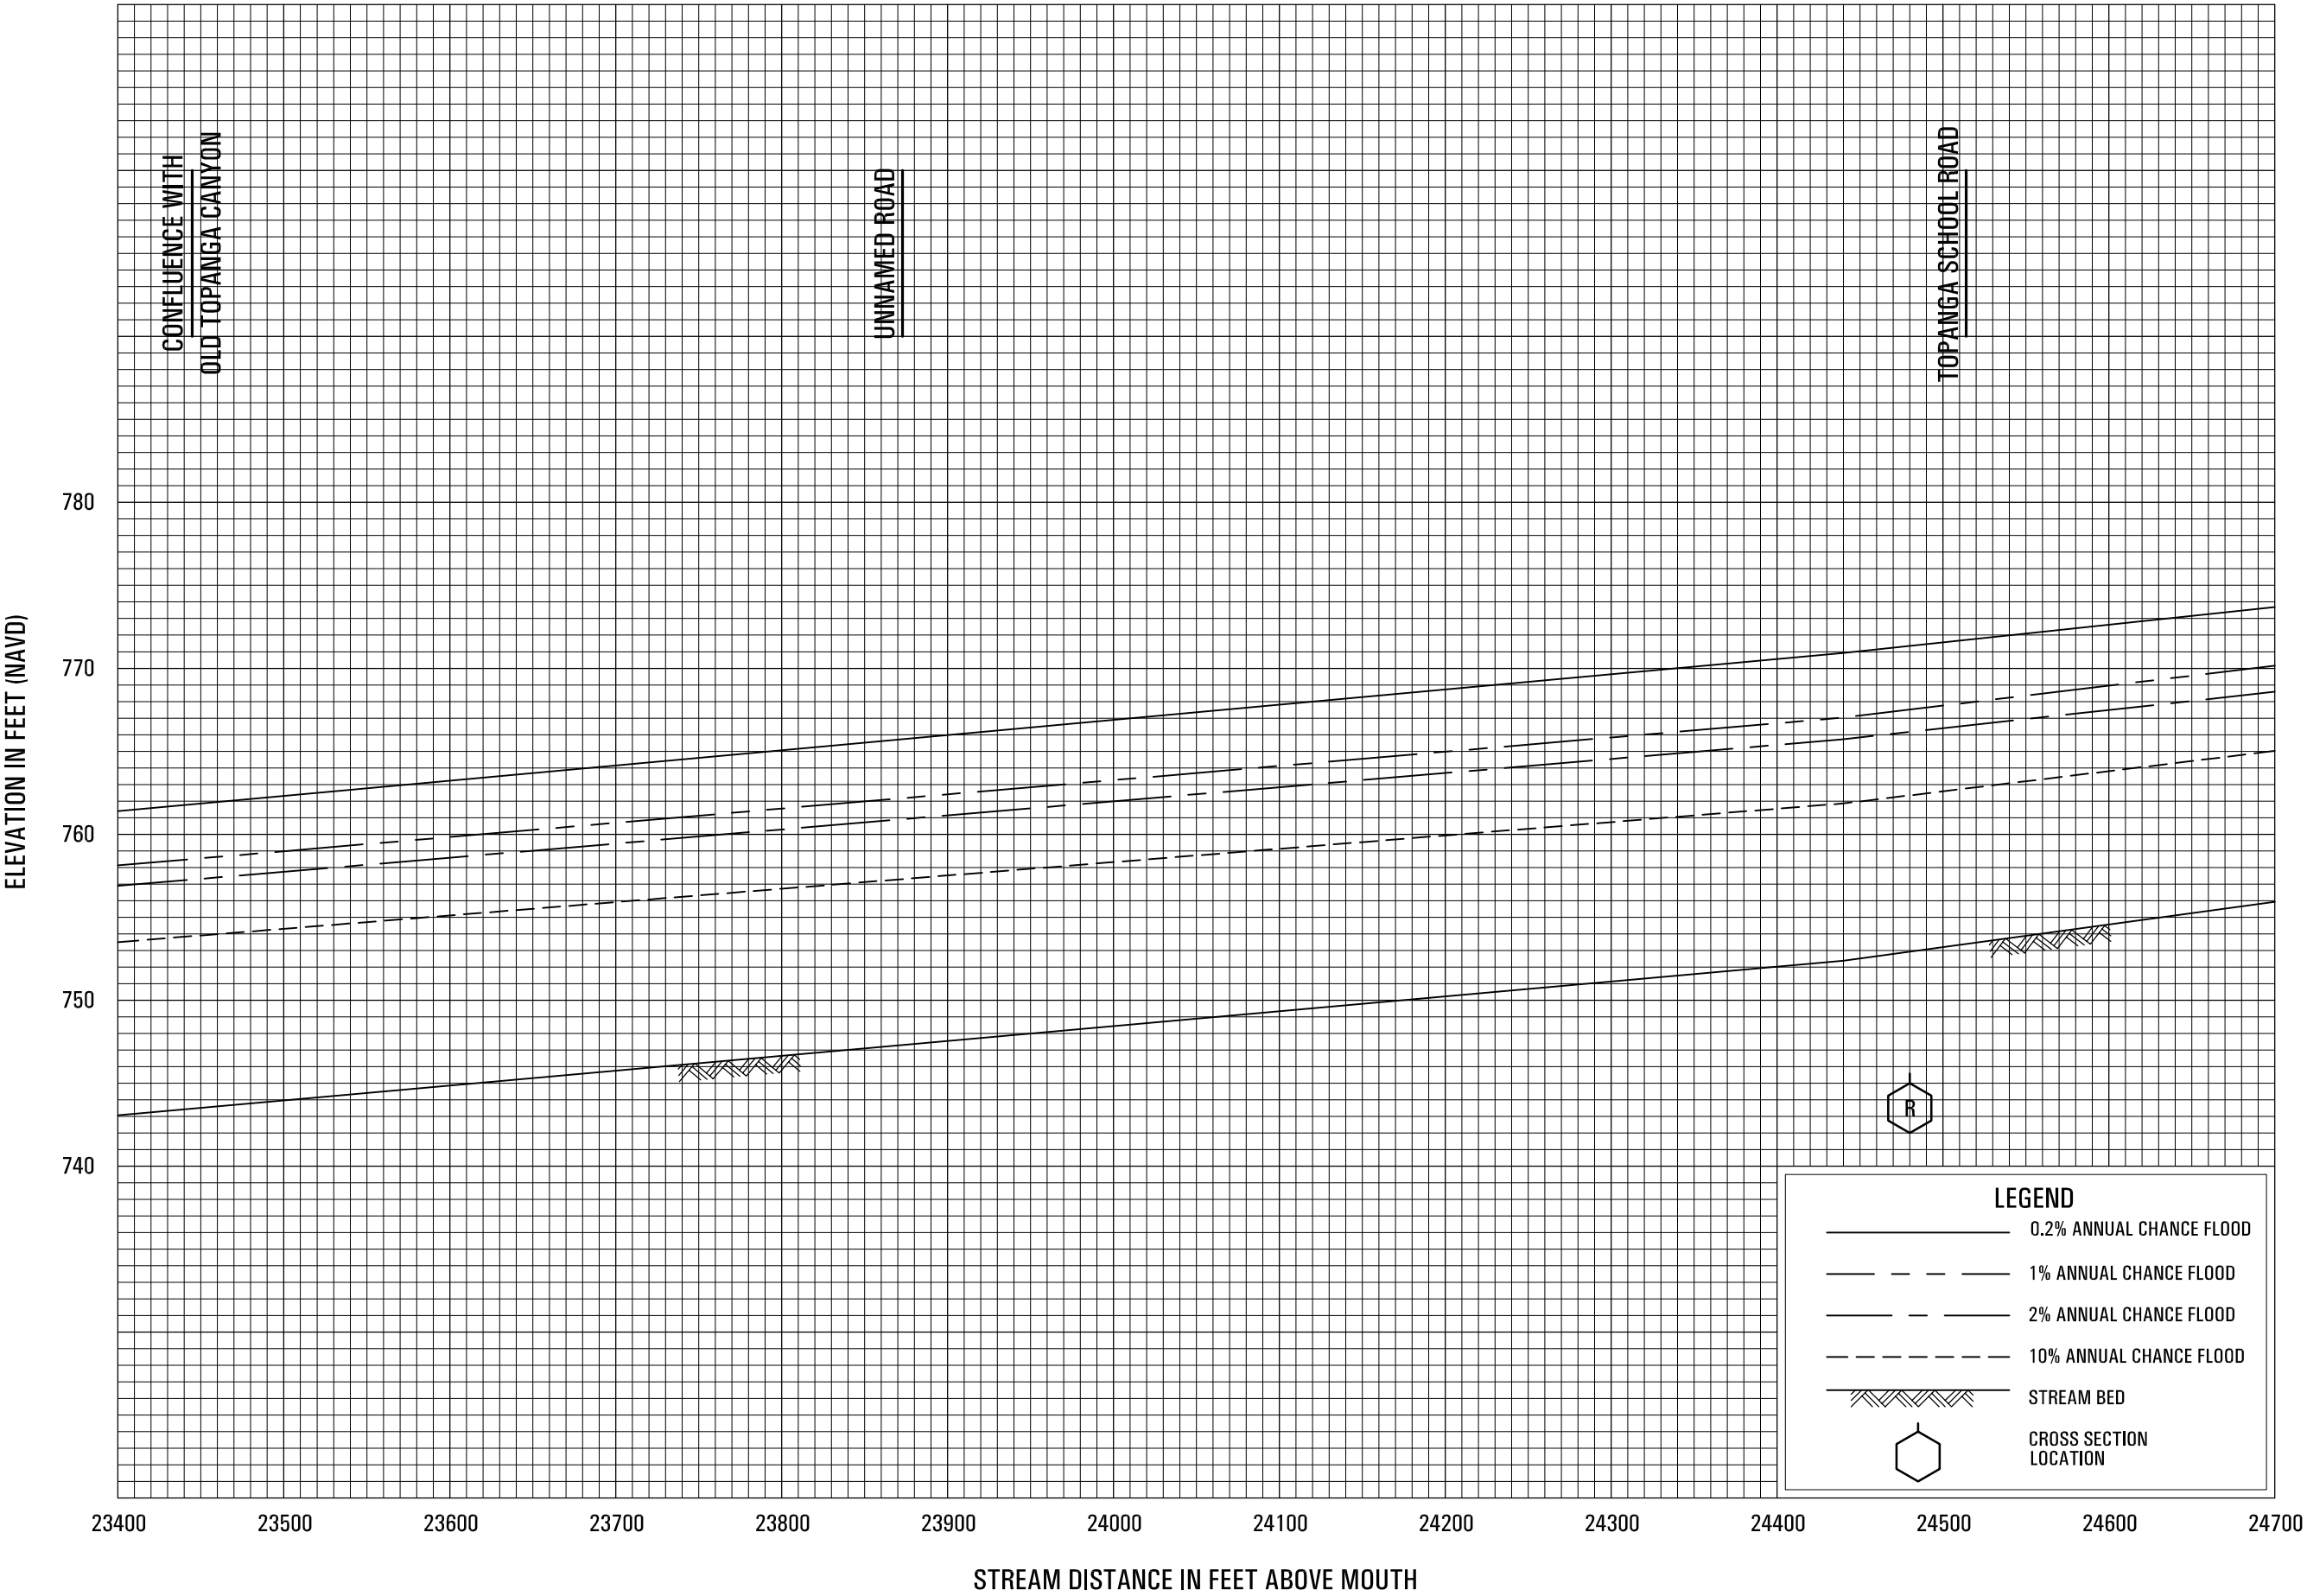 CONFLUENCE WITH
OLD TOPANGA CANYON
UNNAMED ROAD
TOPANGA SCHOOL ROAD
ELEVATION IN FEET (NAVD)
780
770
760
750
740
R
LEGEND
0.2% ANNUAL CHANCE FLOOD
1% ANNUAL CHANCE FLOOD
2% ANNUAL CHANCE FLOOD
10% ANNUAL CHANCE FLOOD
STREAM BED
CROSS SECTION
LOCATION
23400 23500 23600 23700 23800 23900 24000 24100 24200 24300 24400 24500 24600 24700
STREAM DISTANCE IN FEET ABOVE MOUTH